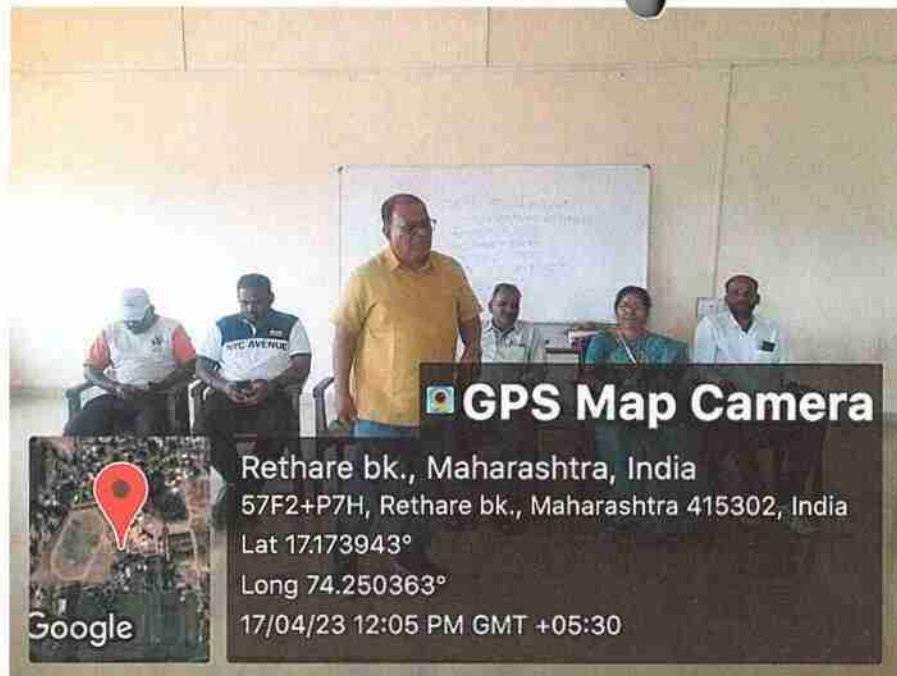 NYC AVENUE
GPS Map Camera
Rethare bk., Maharashtra, India
57F2+P7H, Rethare bk., Maharashtra 415302, India
Lat 17.173943°
Long 74.250363°
17/04/23 12:05 PM GMT +05:30
Google